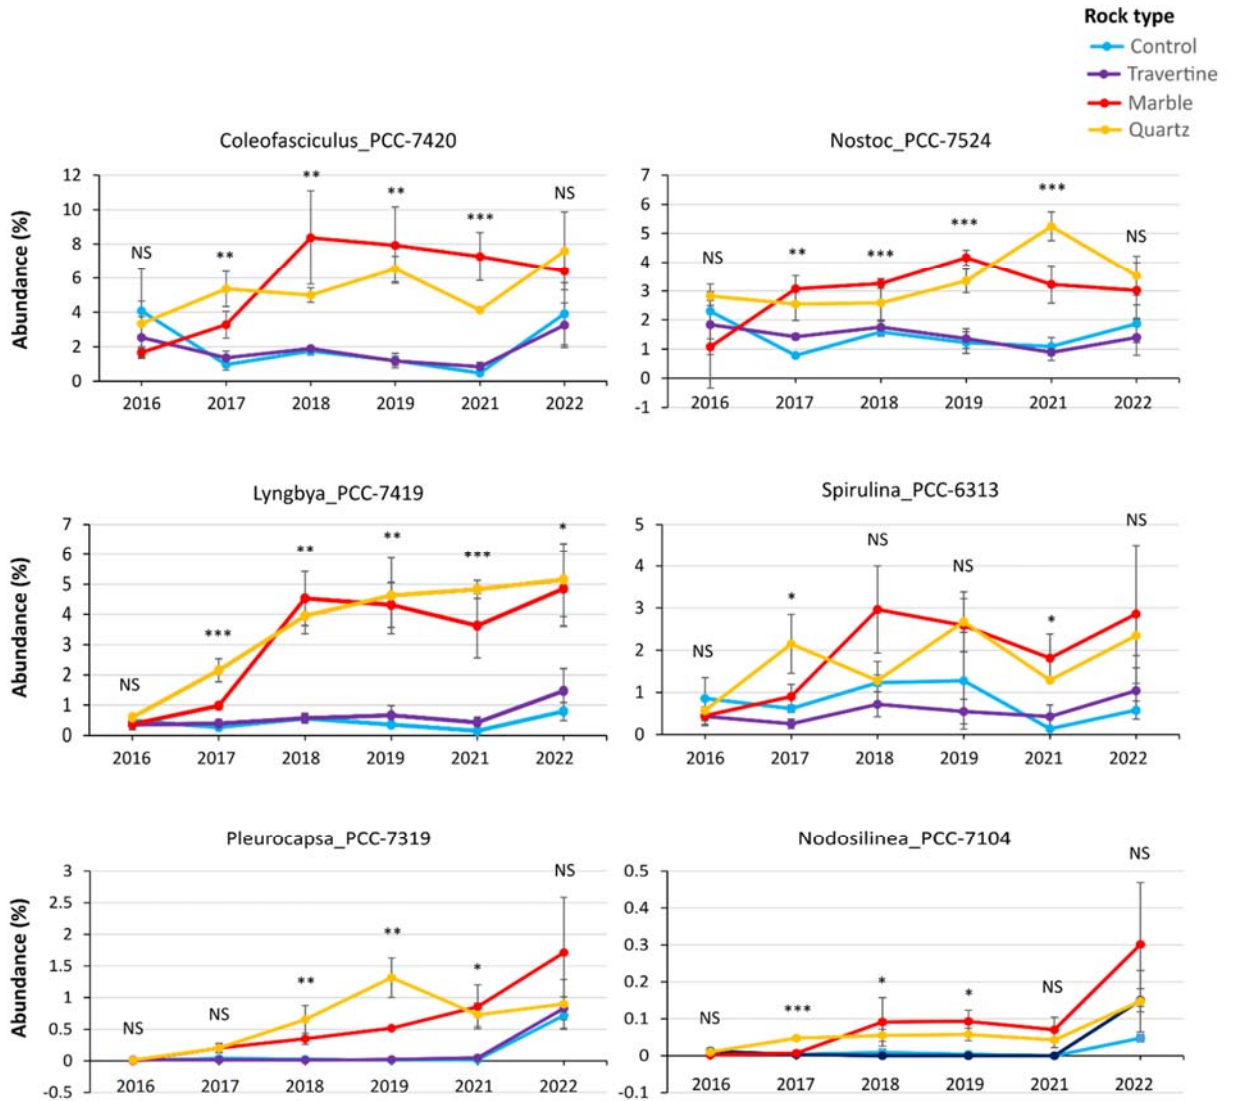 Rock type
Control
Travertine
Marble
Quartz
Coleofasciculus_PCC-7420
Abundance (%)
12
10
8
6
4
2
0
NS
**
**
**
***
NS
2016 2017 2018 2019 2021 2022
Nostoc_PCC-7524
7
6
5
4
3
2
1
0
-1
NS
**
***
***
***
NS
2016 2017 2018 2019 2021 2022
Lyngbya_PCC-7419
Abundance (%)
7
6
5
4
3
2
1
0
NS
***
**
**
***
*
2016 2017 2018 2019 2021 2022
Spirulina_PCC-6313
5
4
3
2
1
0
NS
*
NS
NS
*
NS
2016 2017 2018 2019 2021 2022
Pleurocapsa_PCC-7319
Abundance (%)
3
2.5
2
1.5
1
0.5
0
-0.5
NS
NS
**
**
*
NS
2016 2017 2018 2019 2021 2022
Nodosilinea_PCC-7104
0.5
0.4
0.3
0.2
0.1
0
-0.1
NS
***
*
*
NS
NS
2016 2017 2018 2019 2021 2022